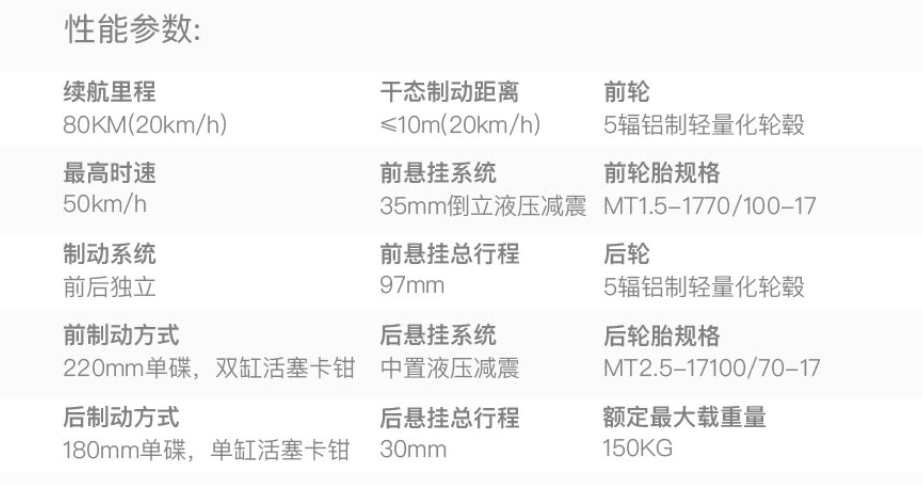 性能参数:
续航里程
80KM(20km/h)
干态制动距离
≤10m(20km/h)
前轮
5辐铝制轻量化轮毂
最高时速
50km/h
前悬挂系统
35mm倒立液压减震
前轮胎规格
MT1.5-1770/100-17
制动系统
前后独立
前悬挂总行程
97mm
后轮
5辐铝制轻量化轮毂
前制动方式
220mm单碟，双缸活塞卡钳
后悬挂系统
中置液压减震
后轮胎规格
MT2.5-17100/70-17
后制动方式
180mm单碟，单缸活塞卡钳
后悬挂总行程
30mm
额定最大载重量
150KG